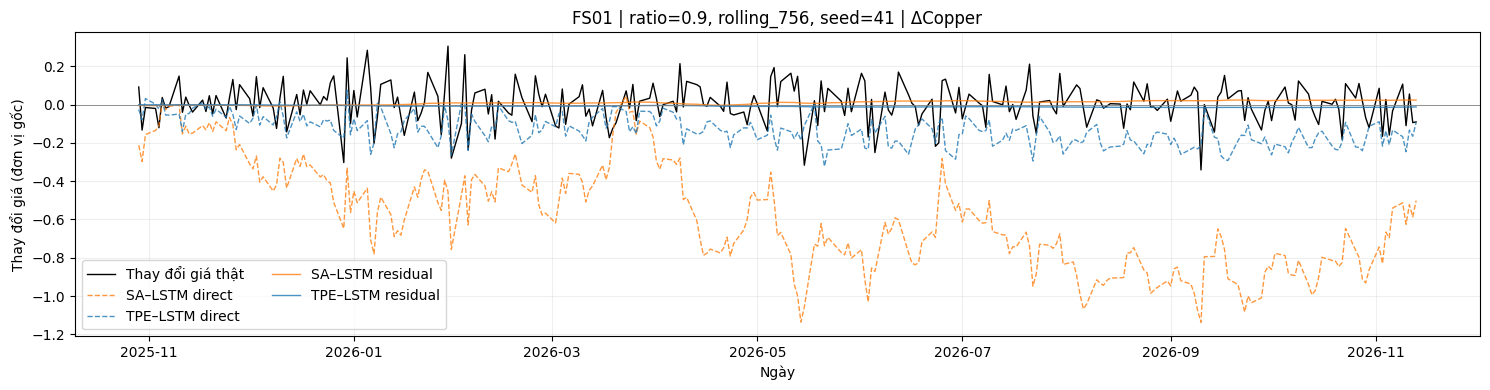 FS01 | ratio=0.9, rolling_756, seed=41 | ΔCopper
Thay đổi giá (đơn vị gốc)
0.2
0.0
−0.2
−0.4
−0.6
−0.8
−1.0
−1.2
Thay đổi giá thật
SA–LSTM direct
TPE–LSTM direct
SA–LSTM residual
TPE–LSTM residual
2025-11 2026-01 2026-03 2026-05 2026-07 2026-09 2026-11
Ngày